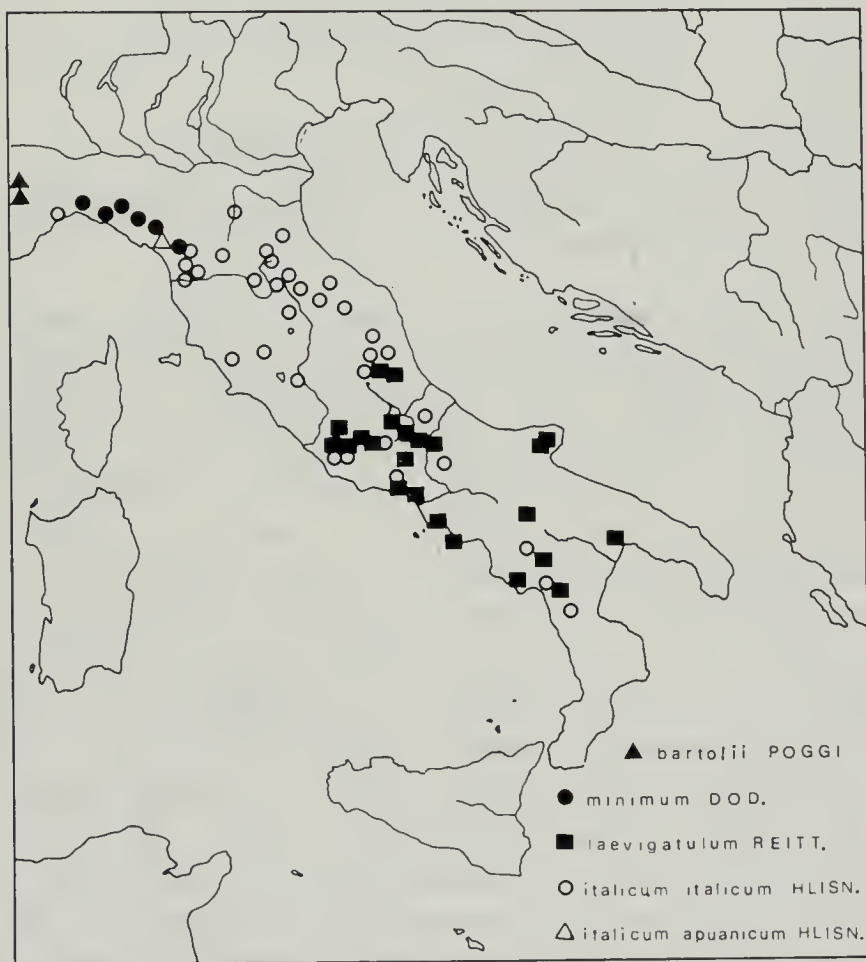 bartolii POGGI
minimum DOD.
laevigatulum REITT.
italicum italicum HLISN.
italicum apuanicum HLISN.